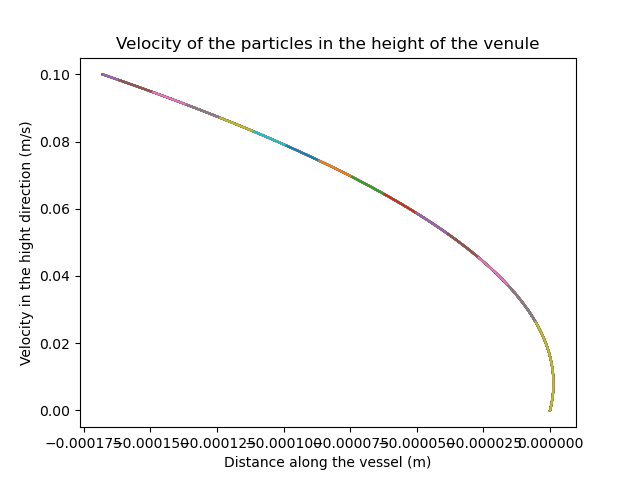 Velocity of the particles in the height of the venule
Velocity in the hight direction (m/s)
0.10
0.08
0.06
0.04
0.02
0.00
−0.000175 −0.000150 −0.000125 −0.000100 −0.000075 −0.000050 −0.000025 0.000000
Distance along the vessel (m)